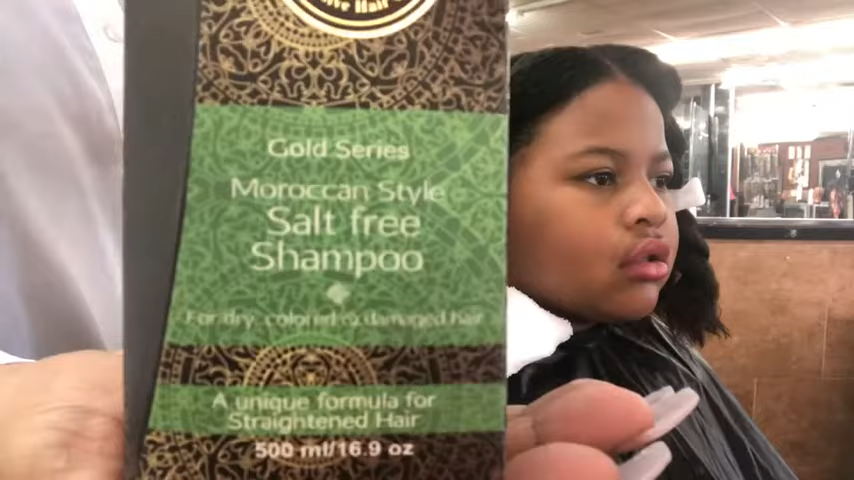 Hair
Gold Series
Moroccan Style
Salt free
Shampoo
For dry, colored & damaged hair
A unique formula for
Straightened Hair
500 ml/16.9 oz